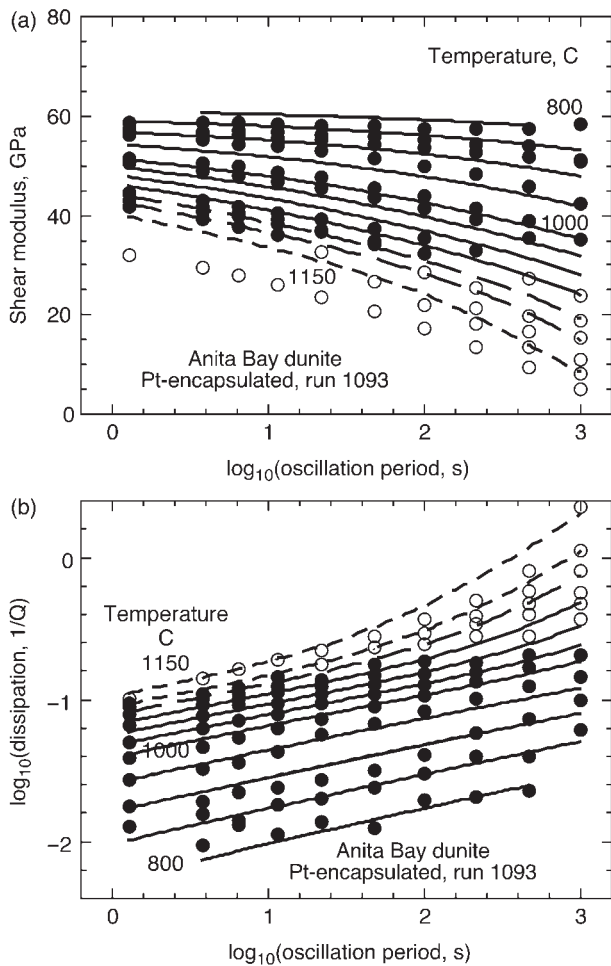 (a)
80
60
40
20
0
Shear modulus, GPa
Temperature, C
800
1000
1150
Anita Bay dunite
Pt-encapsulated, run 1093
0 1 2 3
log10(oscillation period, s)
(b)
0
−1
−2
log10(dissipation, 1/Q)
Temperature
C
1150
1000
800
Anita Bay dunite
Pt-encapsulated, run 1093
0 1 2 3
log10(oscillation period, s)